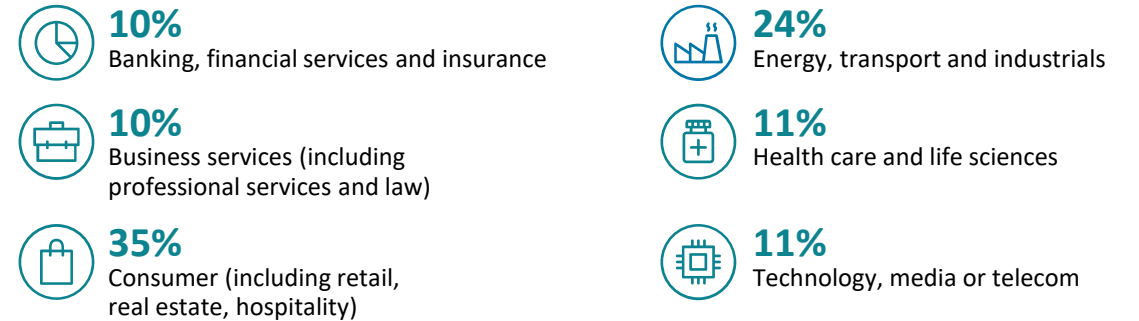 10%
Banking, financial services and insurance
10%
Business services (including
professional services and law)
35%
Consumer (including retail,
real estate, hospitality)
24%
Energy, transport and industrials
11%
Health care and life sciences
11%
Technology, media or telecom